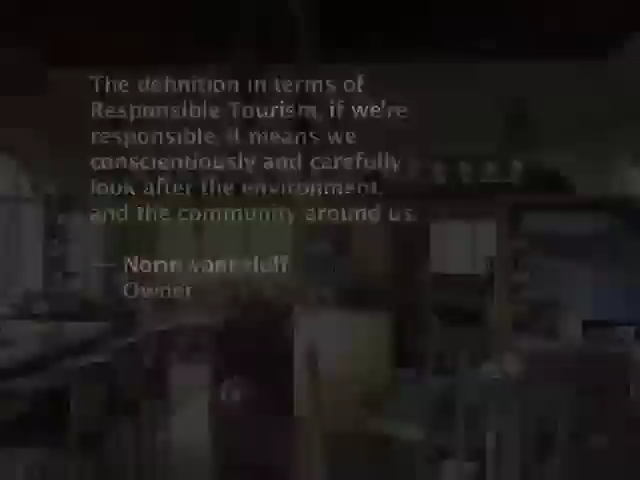 The definition in terms of
Responsible Tourism, if we're
responsible, it means we
conscientiously and carefully
look after the environment,
and the community around us.
— Nonn
Owner